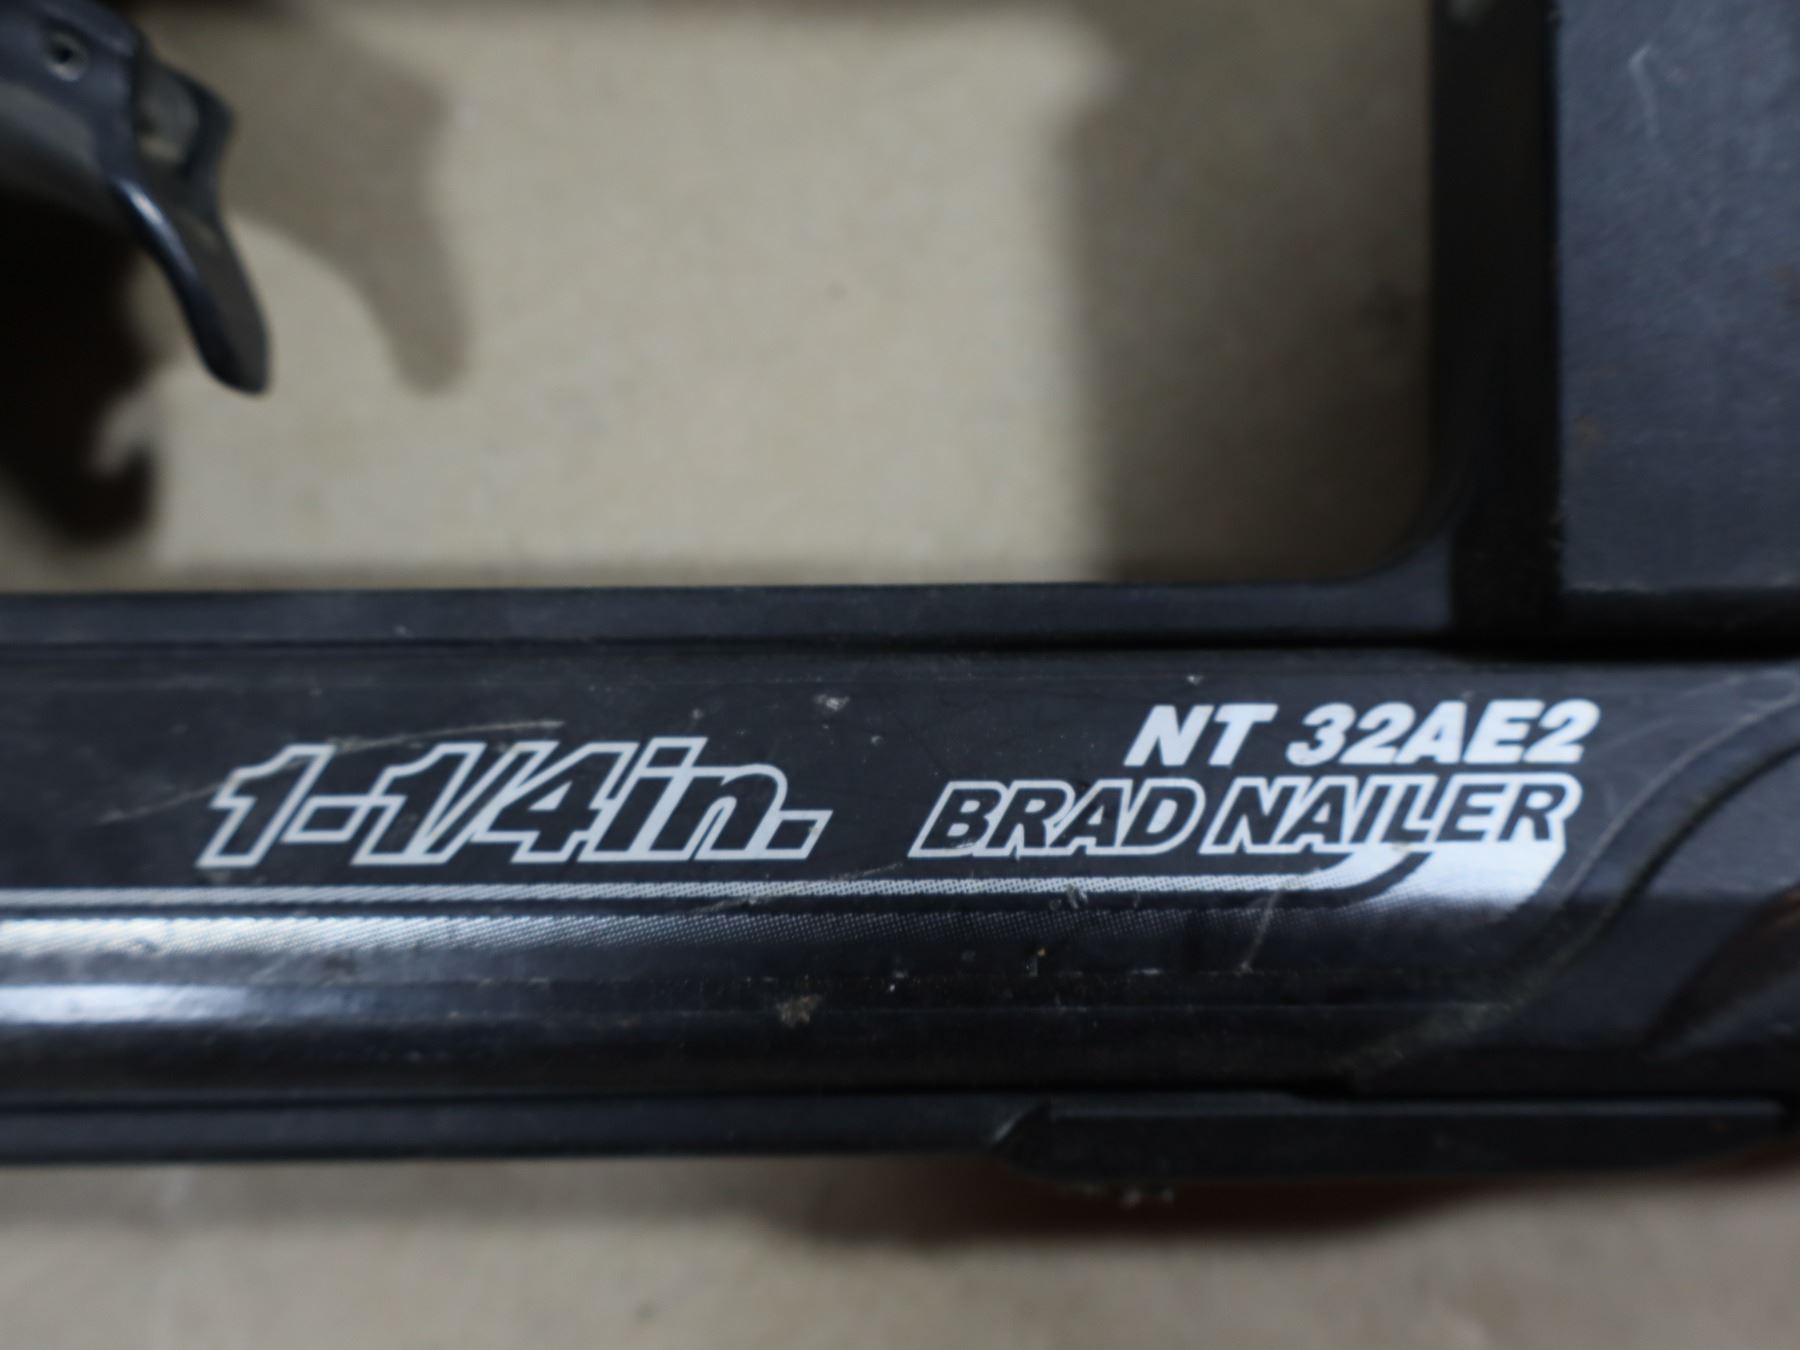 1-1/4in.
NT 32AE2
BRAD NAILER